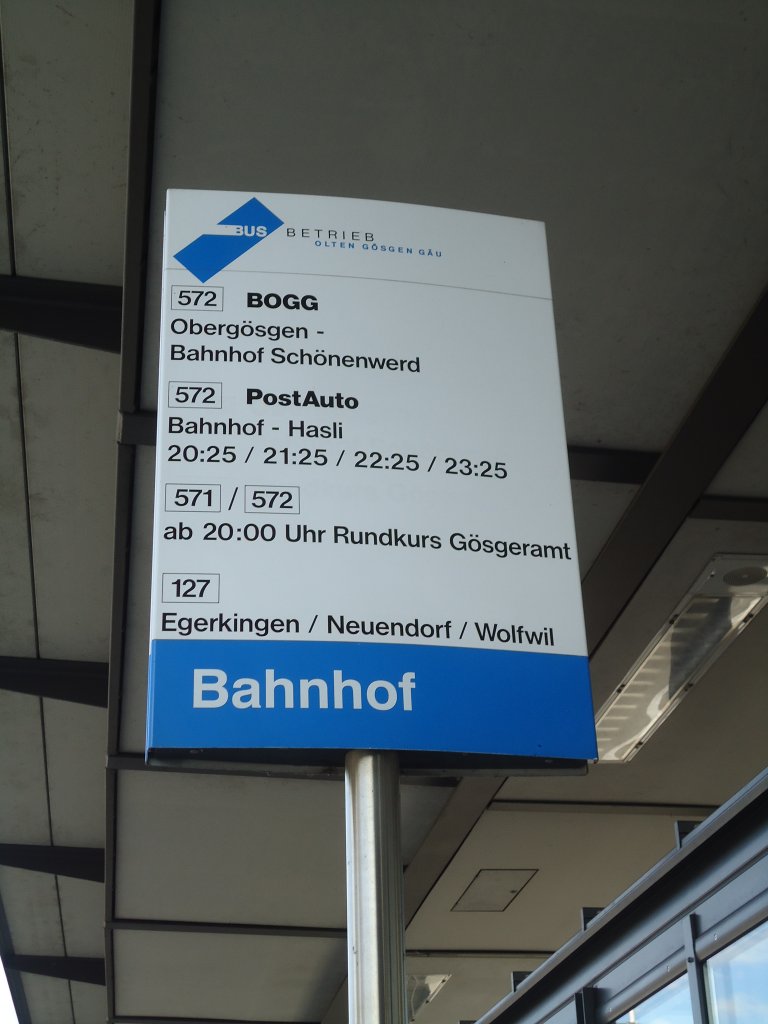 BUS BETRIEB
OLTEN GÖSGEN GÄU
572 BOGG
Obergösgen -
Bahnhof Schönenwerd
572 PostAuto
Bahnhof - Hasli
20:25 / 21:25 / 22:25 / 23:25
571 / 572
ab 20:00 Uhr Rundkurs Gösgeramt
127
Egerkingen / Neuendorf / Wolfwil
Bahnhof